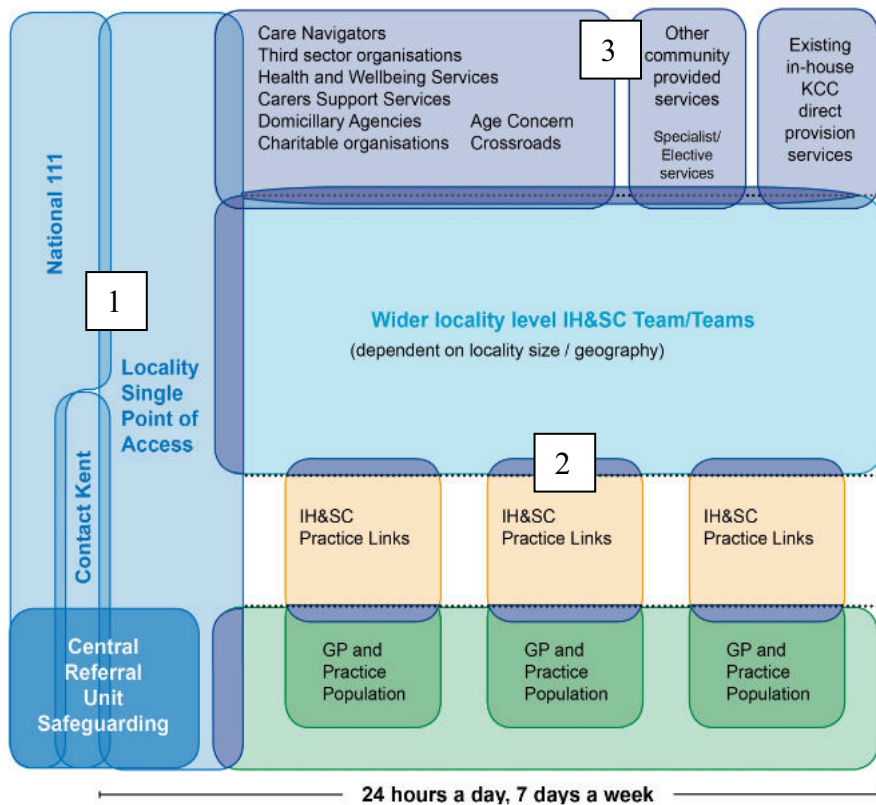 Care Navigators
Third sector organisations
Health and Wellbeing Services
Carers Support Services
Domicillary Agencies Age Concern
Charitable organisations Crossroads
3
Other
community
provided
services
Specialist/
Elective
services
Existing
in-house
KCC
direct
provision
services
National 111
1
Locality
Single
Point of
Access
Contact Kent
Central
Referral
Unit
Safeguarding
Wider locality level IH&SC Team/Teams
(dependent on locality size / geography)
2
IH&SC
Practice Links
IH&SC
Practice Links
IH&SC
Practice Links
GP and
Practice
Population
GP and
Practice
Population
GP and
Practice
Population
24 hours a day, 7 days a week